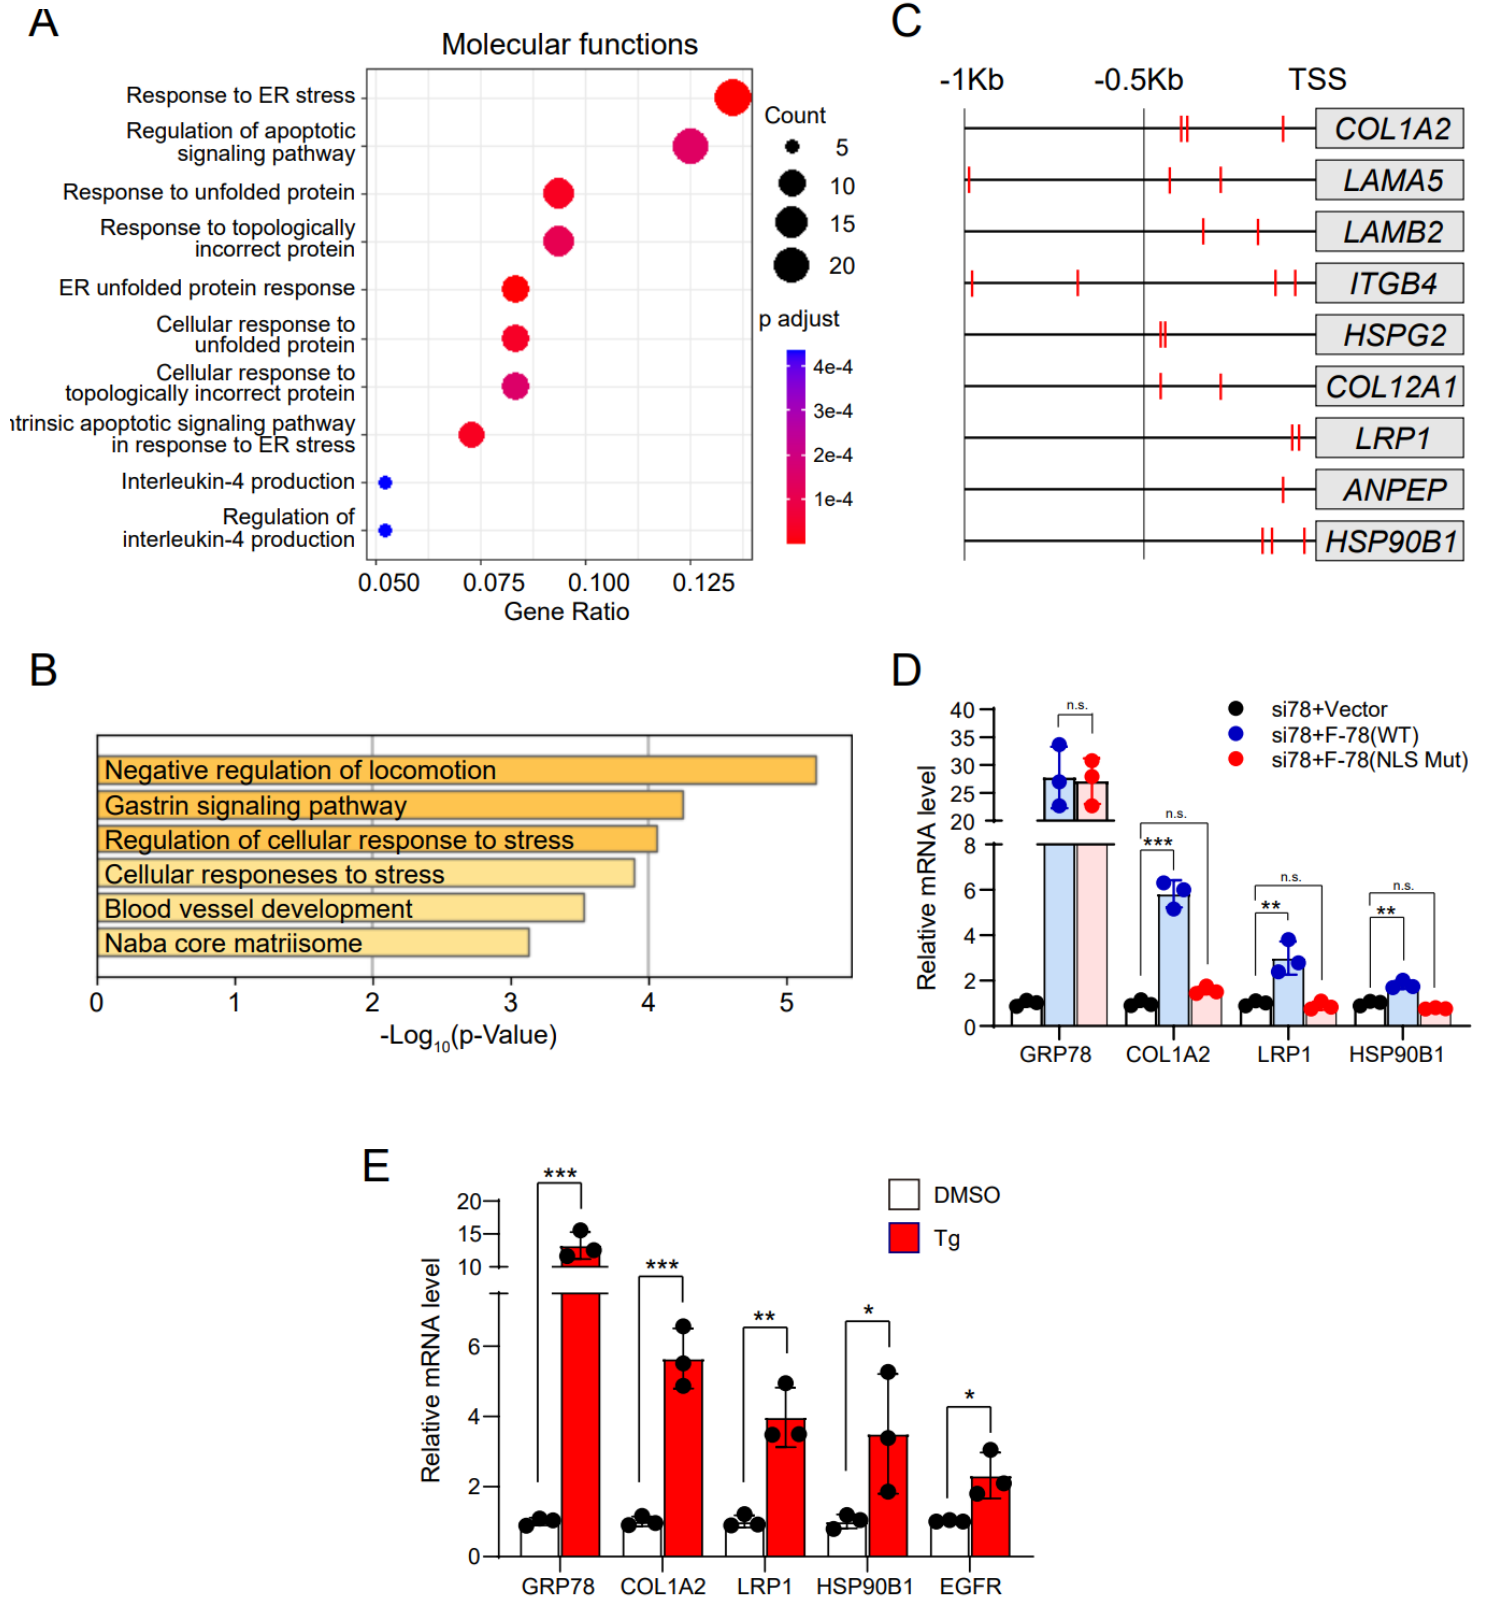 A
Molecular functions
Response to ER stress
Regulation of apoptotic
signaling pathway
Response to unfolded protein
Response to topologically
incorrect protein
ER unfolded protein response
Cellular response to
unfolded protein
Cellular response to
topologically incorrect protein
ntrinsic apoptotic signaling pathway
in response to ER stress
Interleukin-4 production
Regulation of
interleukin-4 production
0.050 0.075 0.100 0.125
Gene Ratio
Count
5
10
15
20
p adjust
4e-4
3e-4
2e-4
1e-4
C
-1Kb -0.5Kb TSS
COL1A2
LAMA5
LAMB2
ITGB4
HSPG2
COL12A1
LRP1
ANPEP
HSP90B1
B
Negative regulation of locomotion
Gastrin signaling pathway
Regulation of cellular response to stress
Cellular responeses to stress
Blood vessel development
Naba core matriisome
0 1 2 3 4 5
-Log10(p-Value)
D
Relative mRNA level
40
35
30
25
20
8
6
4
2
0
n.s.
n.s.
***
n.s.
**
n.s.
**
si78+Vector
si78+F-78(WT)
si78+F-78(NLS Mut)
GRP78 COL1A2 LRP1 HSP90B1
E
Relative mRNA level
20
15
10
6
4
2
0
***
***
**
*
*
DMSO
Tg
GRP78 COL1A2 LRP1 HSP90B1 EGFR